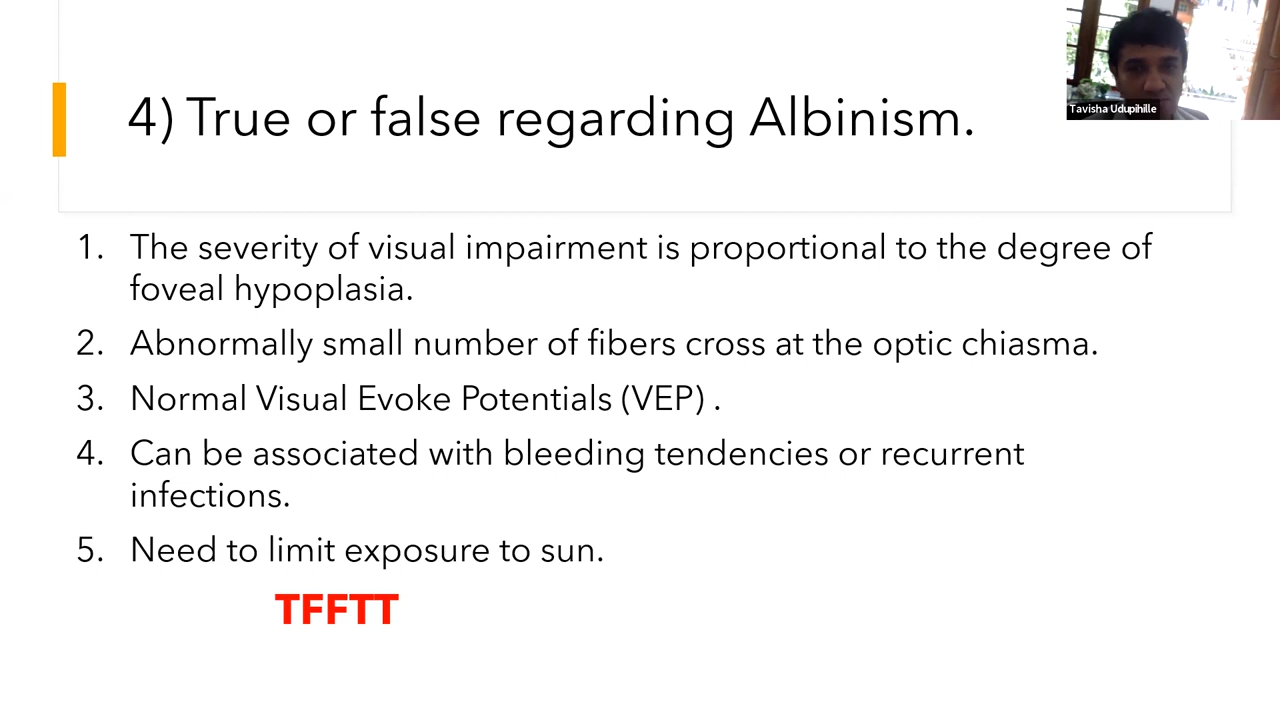 4) True or false regarding Albinism.
Tavisha Udupihille
1. The severity of visual impairment is proportional to the degree of
foveal hypoplasia.
2. Abnormally small number of fibers cross at the optic chiasma.
3. Normal Visual Evoke Potentials (VEP) .
4. Can be associated with bleeding tendencies or recurrent
infections.
5. Need to limit exposure to sun.
TFFTT